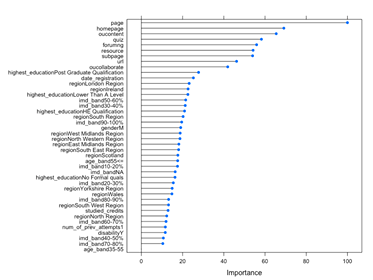 page
homepage
oucontent
quiz
forumng
resource
subpage
url
oucollaborate
highest_educationPost Graduate Qualification
date_registration
regionLondon Region
regionIreland
highest_educationLower Than A Level
imd_band50-60%
imd_band30-40%
highest_educationHE Qualification
regionSouth Region
imd_band90-100%
genderM
regionWest Midlands Region
regionNorth Western Region
regionEast Midlands Region
regionSouth East Region
regionScotland
age_band55<=
imd_band10-20%
imd_bandNA
highest_educationNo Formal quals
imd_band20-30%
regionYorkshire Region
regionWales
imd_band80-90%
regionSouth West Region
studied_credits
regionNorth Region
imd_band60-70%
num_of_prev_attempts1
disabilityY
imd_band40-50%
imd_band70-80%
age_band35-55
0 20 40 60 80 100
Importance